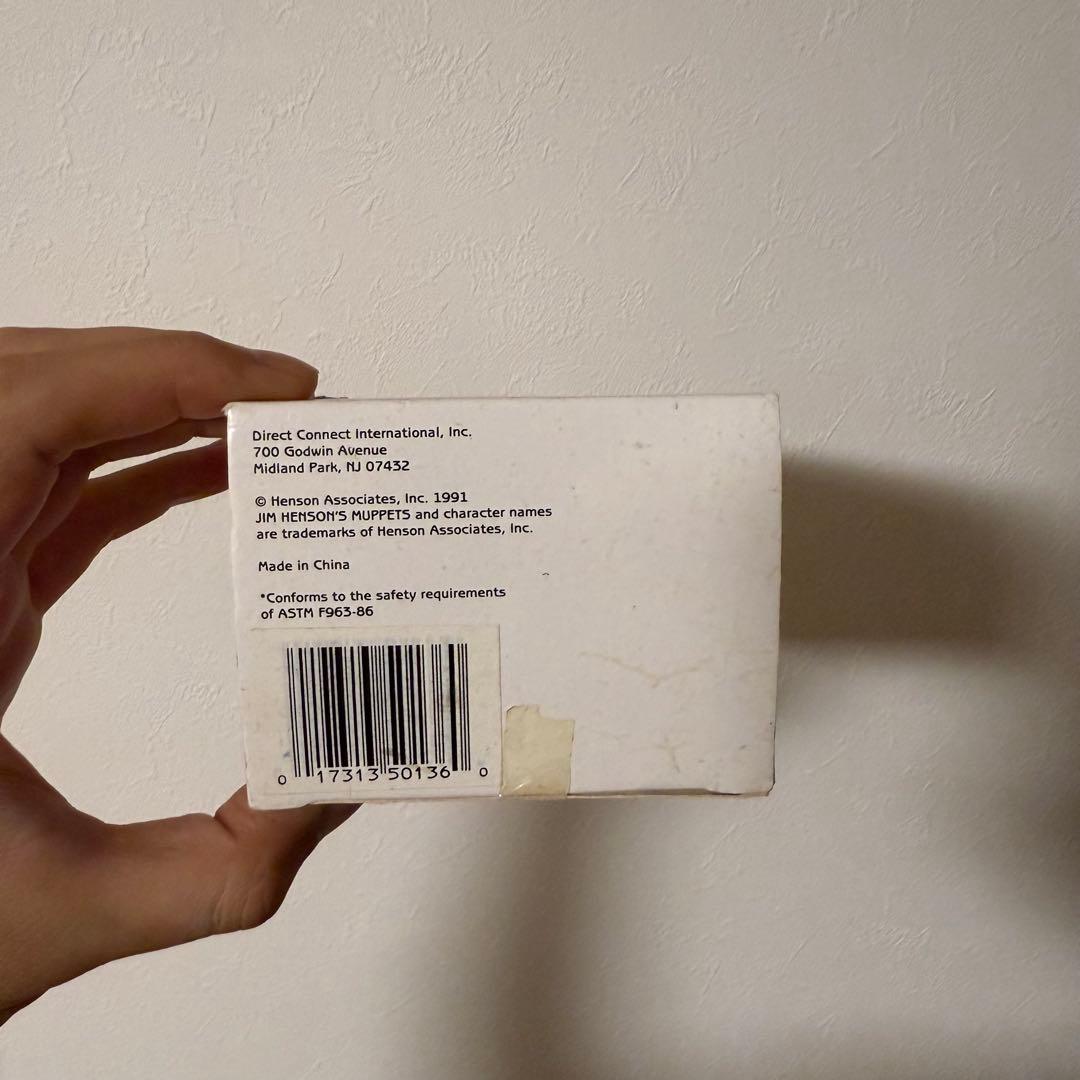 Direct Connect International, Inc.
700 Godwin Avenue
Midland Park, NJ 07432
© Henson Associates, Inc. 1991
JIM HENSON'S MUPPETS and character names
are trademarks of Henson Associates, Inc.
Made in China
*Conforms to the safety requirements
of ASTM F963-86
0 17313 50136 0